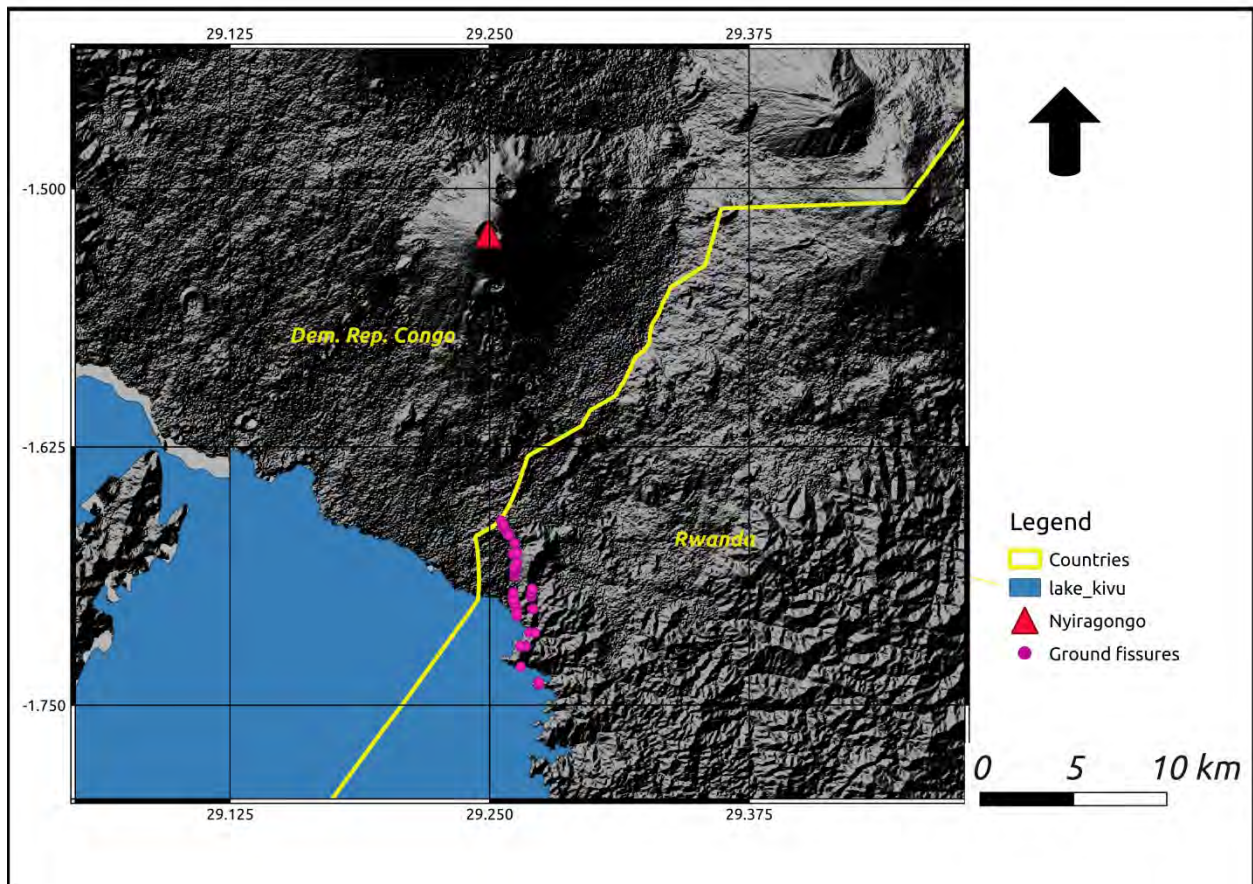 29.125 29.250 29.375
-1.500
Dem. Rep. Congo
-1.625
Rwanda
Legend
Countries
lake_kivu
Nyiragongo
Ground fissures
-1.750
0 5 10 km
29.125 29.250 29.375